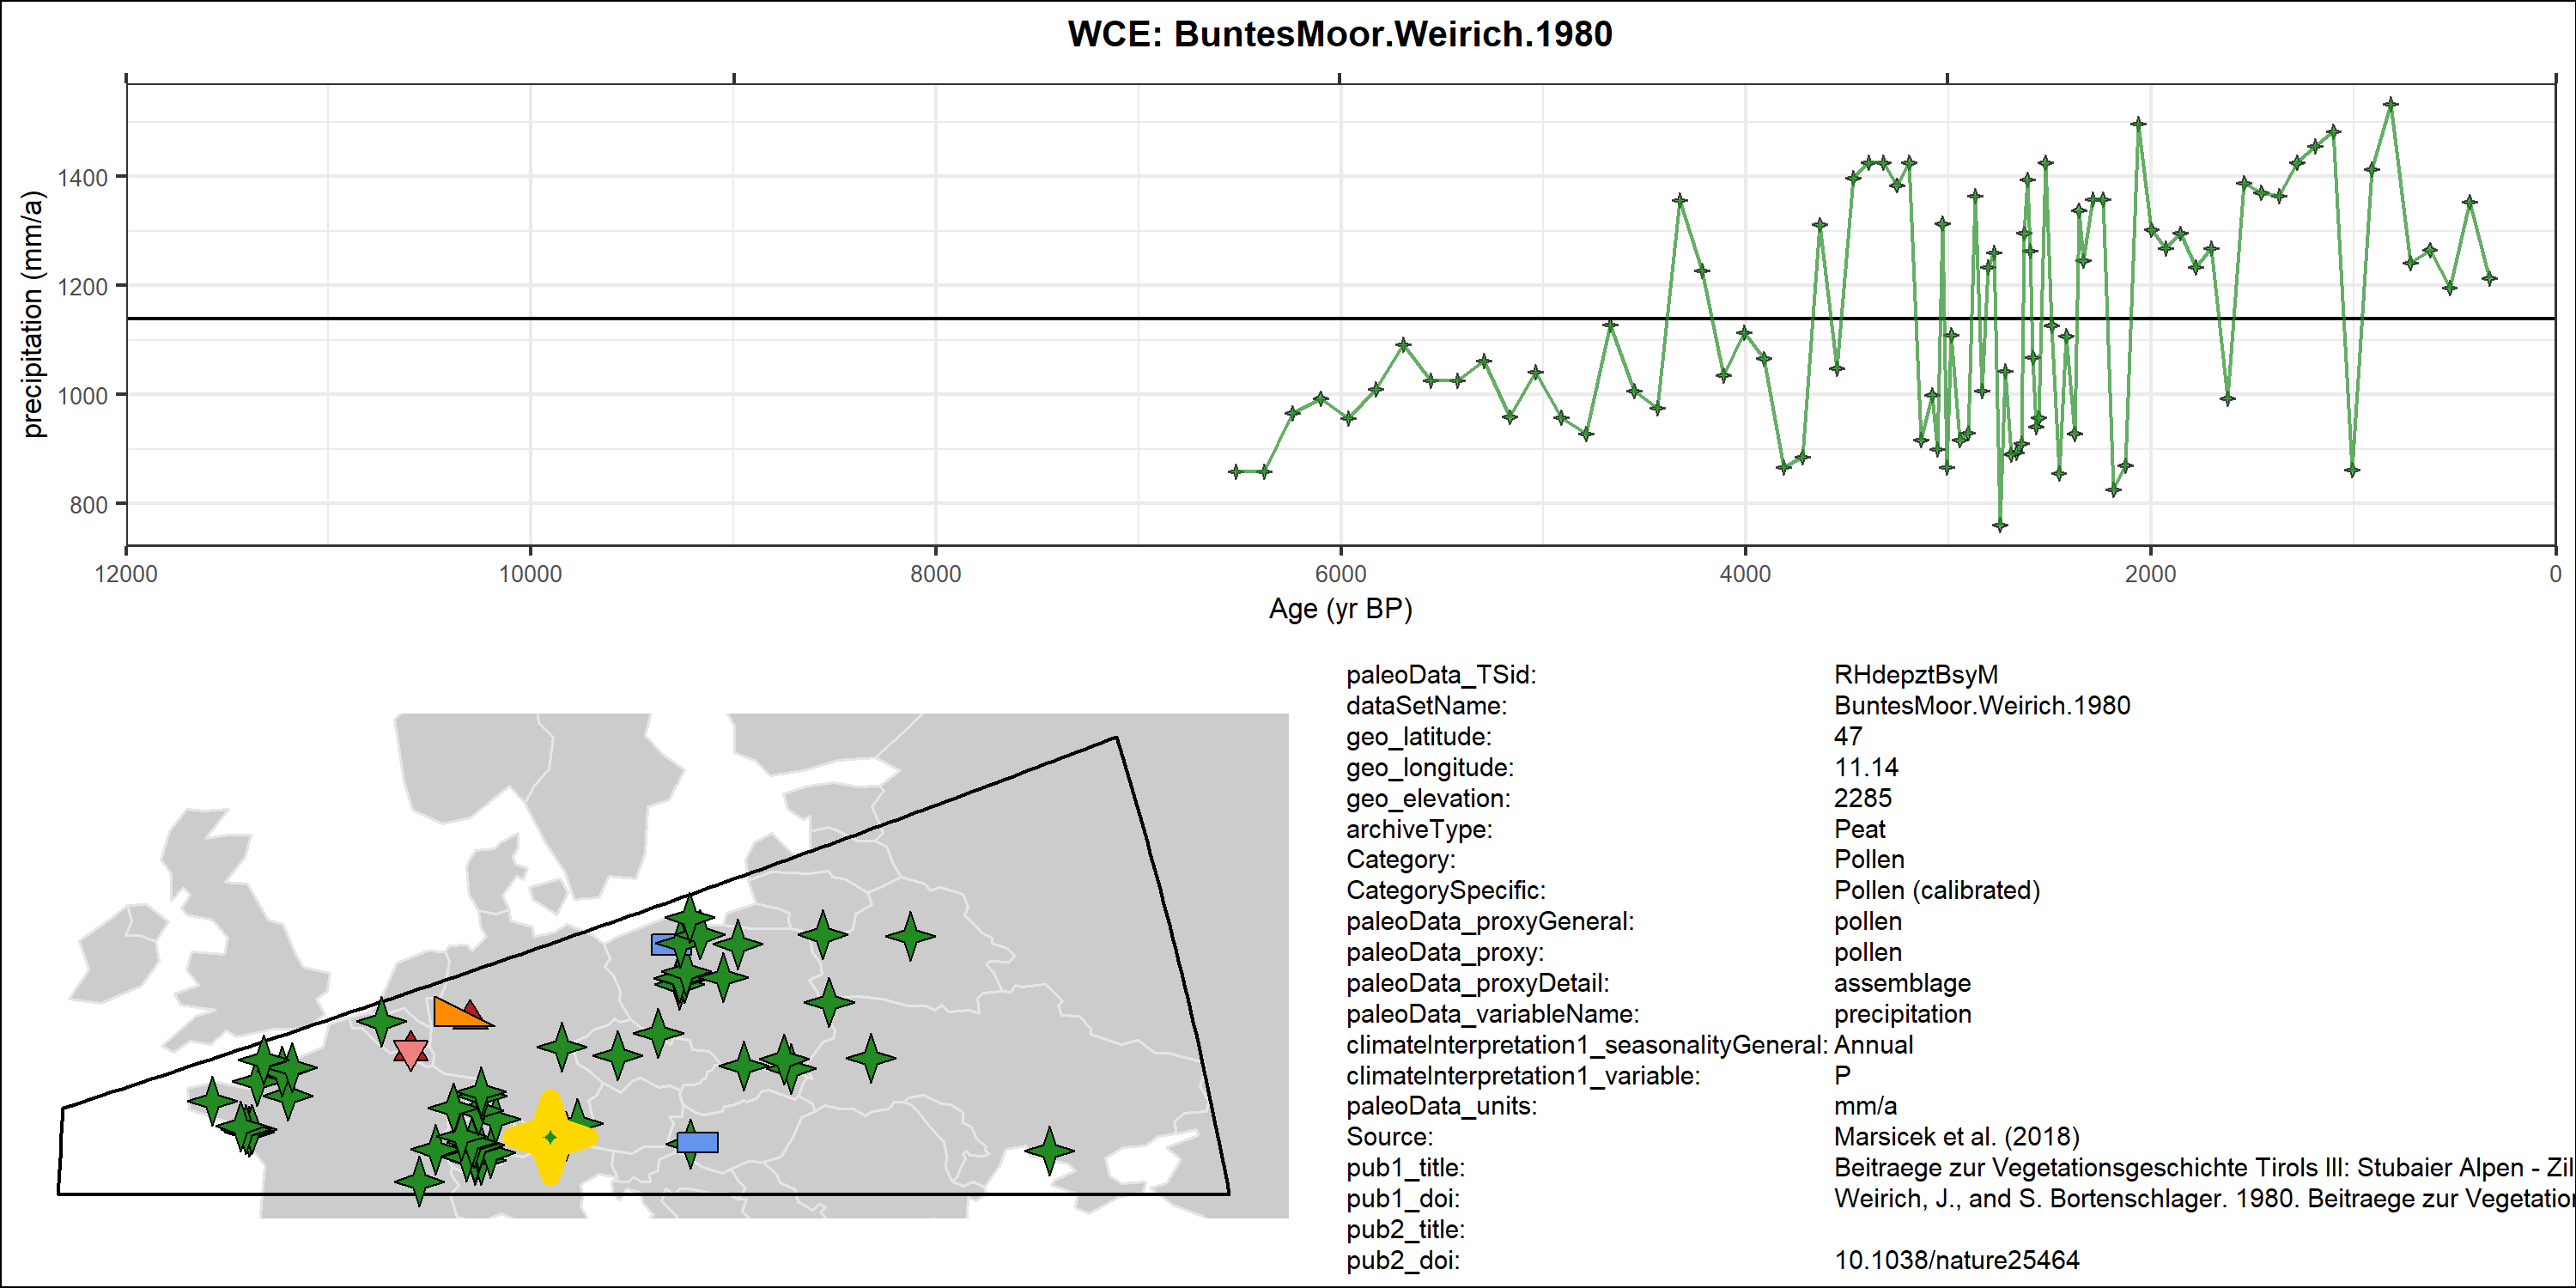 WCE: BuntesMoor.Weirich.1980
precipitation (mm/a)
1400
1200
1000
800
12000 10000 8000 6000 4000 2000 0
Age (yr BP)
paleoData_TSid: RHdepztBsyM
dataSetName: BuntesMoor.Weirich.1980
geo_latitude: 47
geo_longitude: 11.14
geo_elevation: 2285
archiveType: Peat
Category: Pollen
CategorySpecific: Pollen (calibrated)
paleoData_proxyGeneral: pollen
paleoData_proxy: pollen
paleoData_proxyDetail: assemblage
paleoData_variableName: precipitation
climateInterpretation1_seasonalityGeneral: Annual
climateInterpretation1_variable: P
paleoData_units: mm/a
Source: Marsicek et al. (2018)
pub1_title: Beitraege zur Vegetationsgeschichte Tirols III: Stubaier Alpen - Zil
pub1_doi: Weirich, J., and S. Bortenschlager. 1980. Beitraege zur Vegetation
pub2_title:
pub2_doi: 10.1038/nature25464